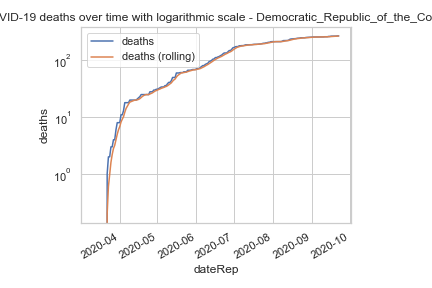 VID-19 deaths over time with logarithmic scale - Democratic_Republic_of_the_Co
deaths
deaths (rolling)
10²
10¹
10⁰
deaths
2020-04
2020-05
2020-06
2020-07
2020-08
2020-09
2020-10
dateRep